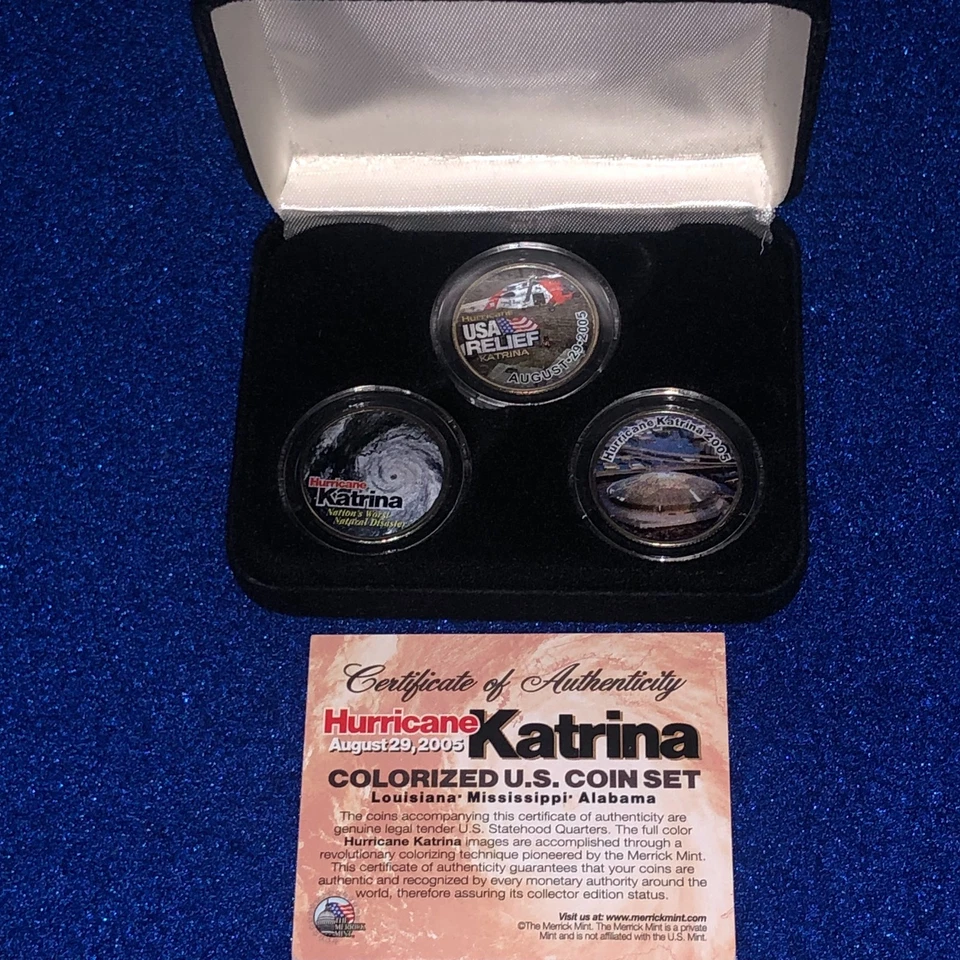 Hurricane
USA
RELIEF
KATRINA
AUGUST•29•2005
Hurricane
Katrina
Nation's Worst
Natural Disaster
Hurricane Katrina 2005
Certificate of Authenticity
Hurricane Katrina
August 29, 2005
COLORIZED U.S. COIN SET
Louisiana• Mississippi• Alabama
The coins accompanying this certificate of authenticity are
genuine legal tender U.S. Statehood Quarters. The full color
Hurricane Katrina images are accomplished through a
revolutionary colorizing technique pioneered by the Merrick Mint.
This certificate of authenticity guarantees that your coins are
authentic and recognized by every monetary authority around the
world, therefore assuring its collector edition status.
THE
MERRICK
MINT
Visit us at: www.merrickmint.com
©The Merrick Mint. The Merrick Mint is a private
Mint and is not affiliated with the U.S. Mint.